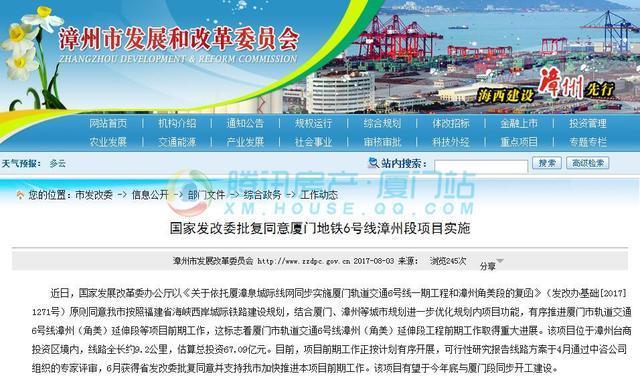 漳州市发展和改革委员会
ZHANGZHOU DEVELOPMENT & REFORM COMMISSION
海西建设 漳州 先行
网站首页 机构介绍 通知公告 规权运行 综合规划 体改招标 金融上市 投资管理
农业发展 交通能源 产业发展 社会事业 审核审批 科技外经 重点项目 专题专栏
天气预报： 多云 站内搜索： 搜索 高级检索
您的位置：市发改委 -> 信息公开 -> 部门文件 -> 综合政务 -> 工作动态
腾讯房产·厦门站
XM.HOUSE.QQ.COM
国家发改委批复同意厦门地铁6号线漳州段项目实施
漳州市发展改革委员会 http://www.zzdpc.gov.cn 2017-08-03 来源： 浏览245次 分享
近日，国家发展改革委办公厅以《关于依托厦漳泉城际线网同步实施厦门轨道交通6号线一期工程和漳州角美段的复函》（发改办基础[2017]
1271号）原则同意我市按照福建省海峡西岸城际铁路建设规划，结合厦门、漳州等城市规划进一步优化规划内项目功能，有序推进厦门市轨道交通
6号线漳州（角美）延伸段等项目前期工作，这标志着厦门市轨道交通6号线漳州（角美）延伸段工程前期工作取得重大进展。该项目位于漳州台商
投资区境内，线路全长约9.2公里，估算总投资67.09亿元。目前，项目前期工作正按计划有序开展，可行性研究报告线路方案于4月通过中咨公司
组织的专家评审，6月获得省发改委批复同意并支持我市加快推进本项目前期工作。该项目有望于今年底与厦门段同步开工建设。